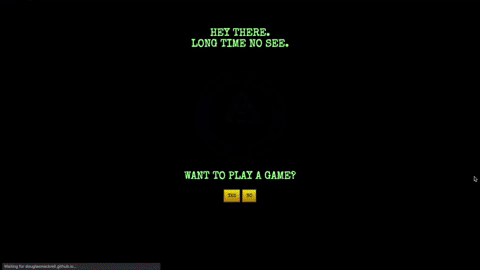 HEY THERE.
LONG TIME NO SEE.
WANT TO PLAY A GAME?
YES NO